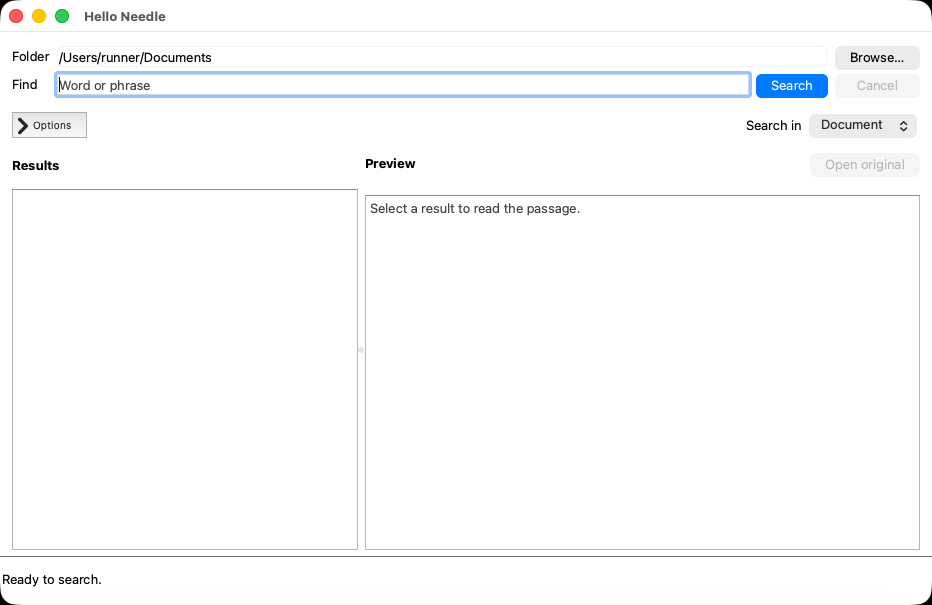 Hello Needle
Folder /Users/runner/Documents Browse...
Find Word or phrase Search Cancel
Options Search in Document
Results Preview Open original
Select a result to read the passage.
Ready to search.